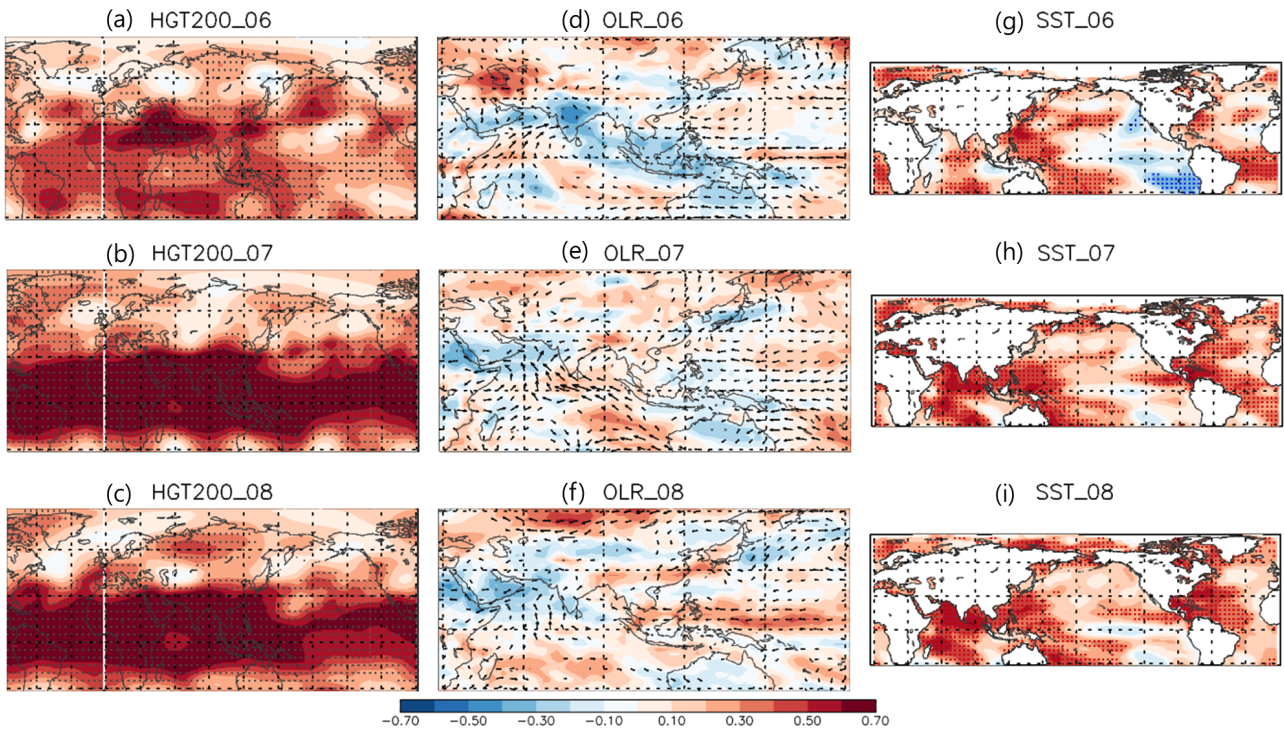 (a) HGT200_06
(d) OLR_06
(g) SST_06
(b) HGT200_07
(e) OLR_07
(h) SST_07
(c) HGT200_08
(f) OLR_08
(i) SST_08
−0.70 −0.50 −0.30 −0.10 0.10 0.30 0.50 0.70